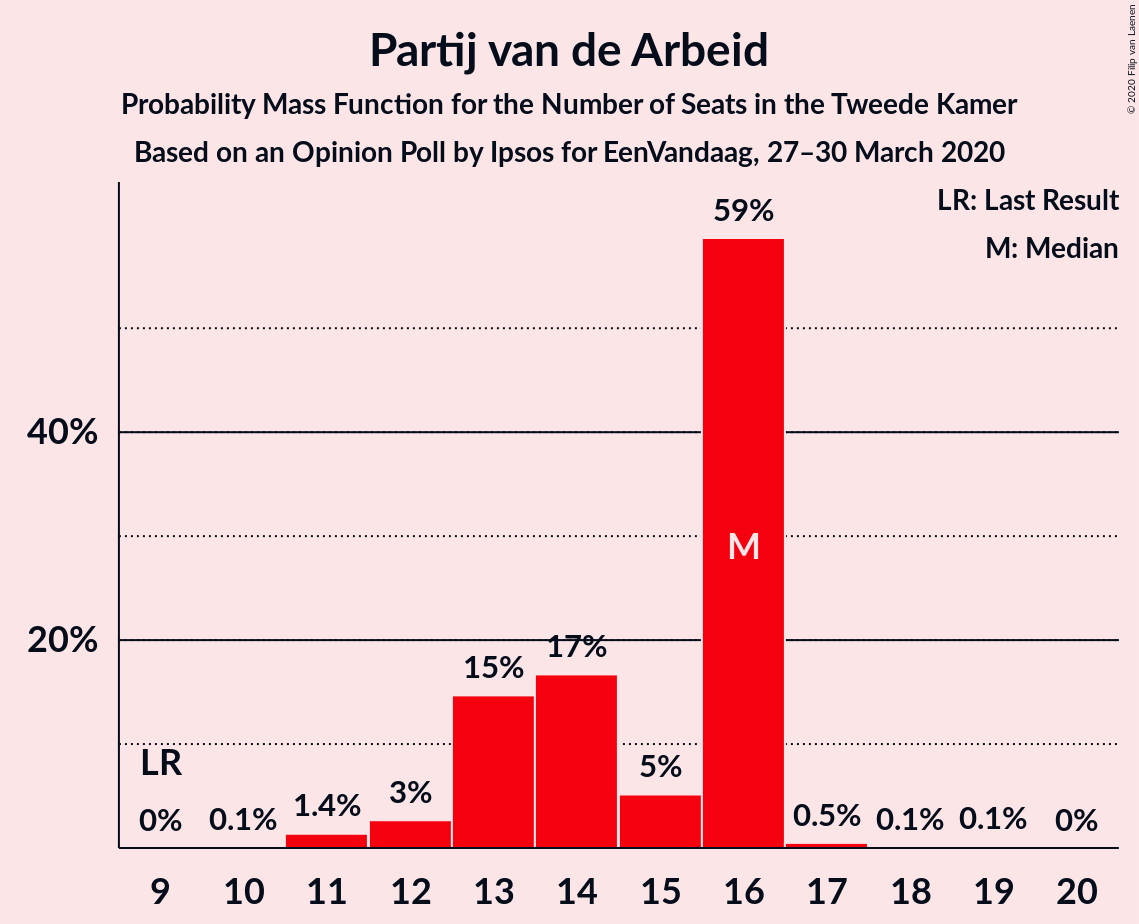 Partij van de Arbeid
Probability Mass Function for the Number of Seats in the Tweede Kamer
Based on an Opinion Poll by Ipsos for EenVandaag, 27–30 March 2020
© 2020 Filip van Laenen
LR: Last Result
M: Median
59%
40%
M
20%
17%
15%
LR
5%
3%
1.4%
0.5%
0%
0.1%
0.1%
0.1%
0%
9 10 11 12 13 14 15 16 17 18 19 20